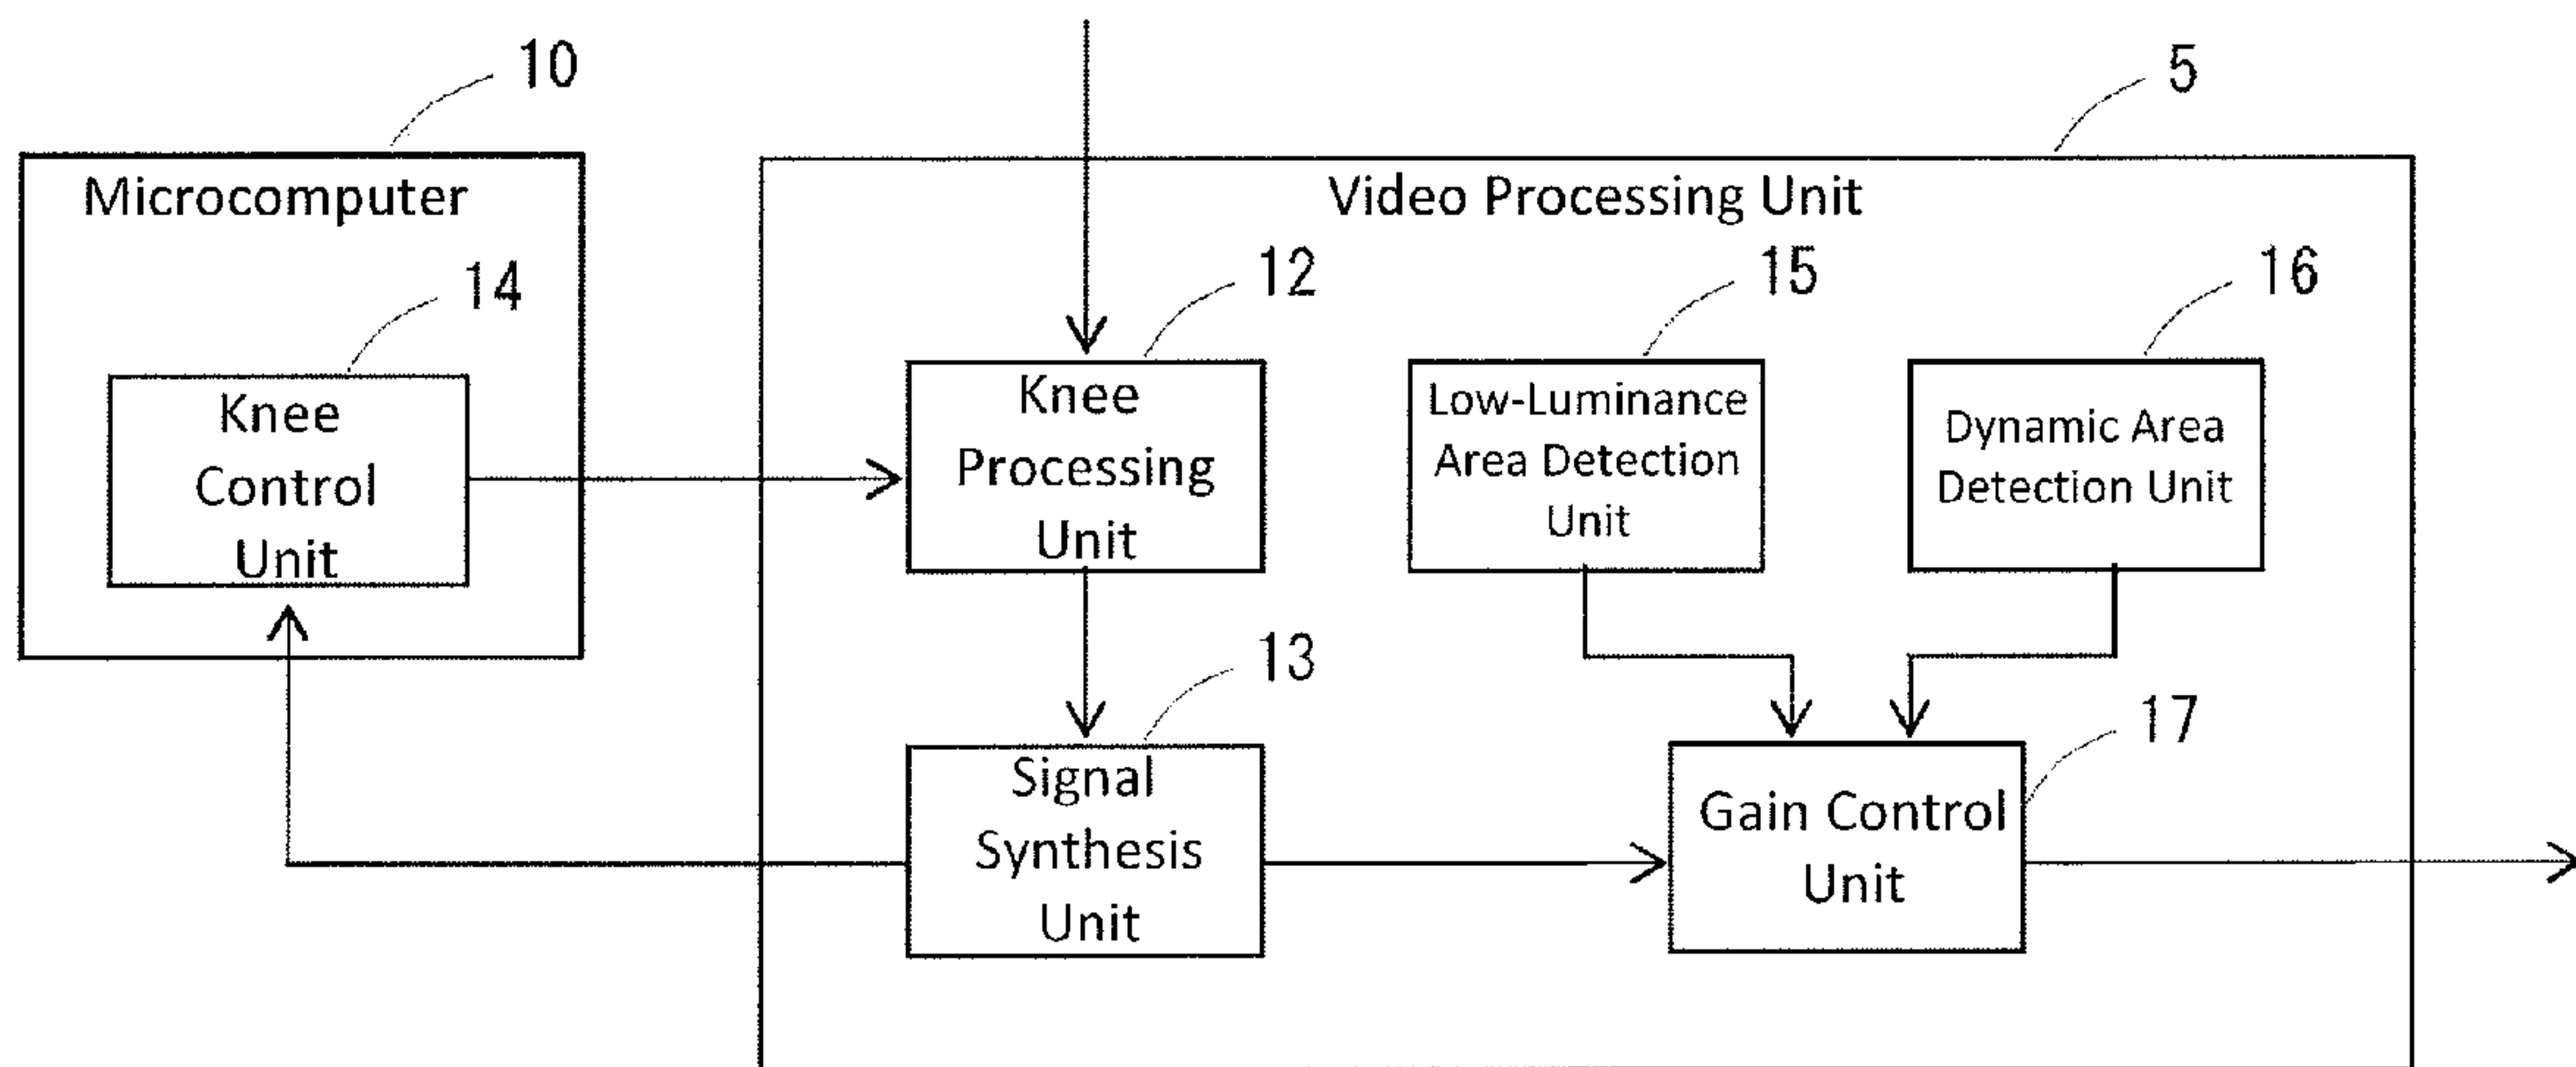 10
5
Microcomputer
Video Processing Unit
14
12
15
16
Knee
Control
Unit
Knee
Processing
Unit
Low-Luminance
Area Detection
Unit
Dynamic Area
Detection Unit
13
17
Signal
Synthesis
Unit
Gain Control
Unit